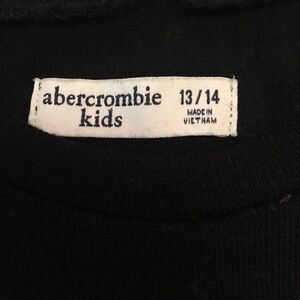 abercrombie
kids
13/14
MADE IN
VIETNAM